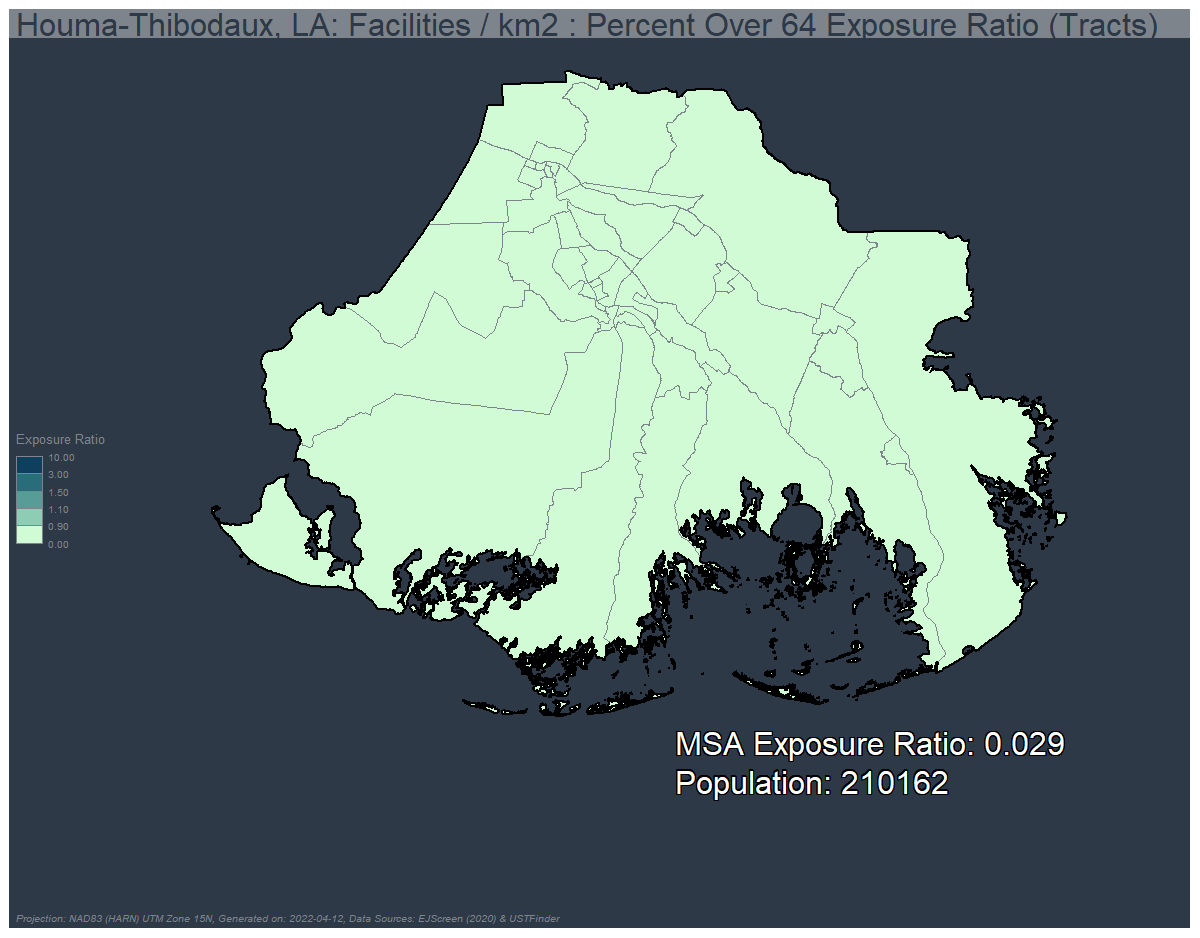 Houma-Thibodaux, LA: Facilities / km2 : Percent Over 64 Exposure Ratio (Tracts)
Exposure Ratio
10.00
3.00
1.50
1.10
0.90
0.00
MSA Exposure Ratio: 0.029
Population: 210162
Projection: NAD83 (HARN) UTM Zone 15N, Generated on: 2022-04-12, Data Sources: EJScreen (2020) & USTFinder